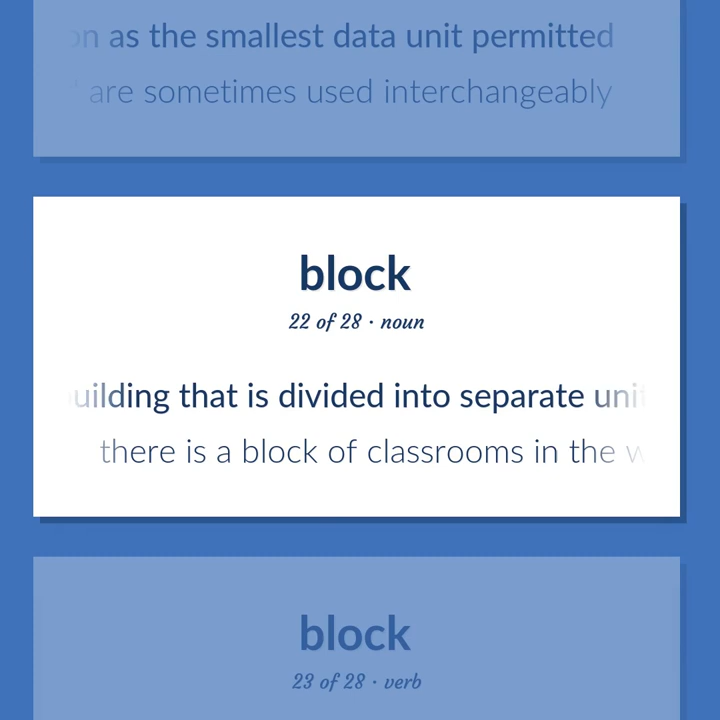 as the smallest data unit permitted
are sometimes used interchangeably
block
22 of 28 · noun
building that is divided into separate units
there is a block of classrooms in the
block
23 of 28 · verb